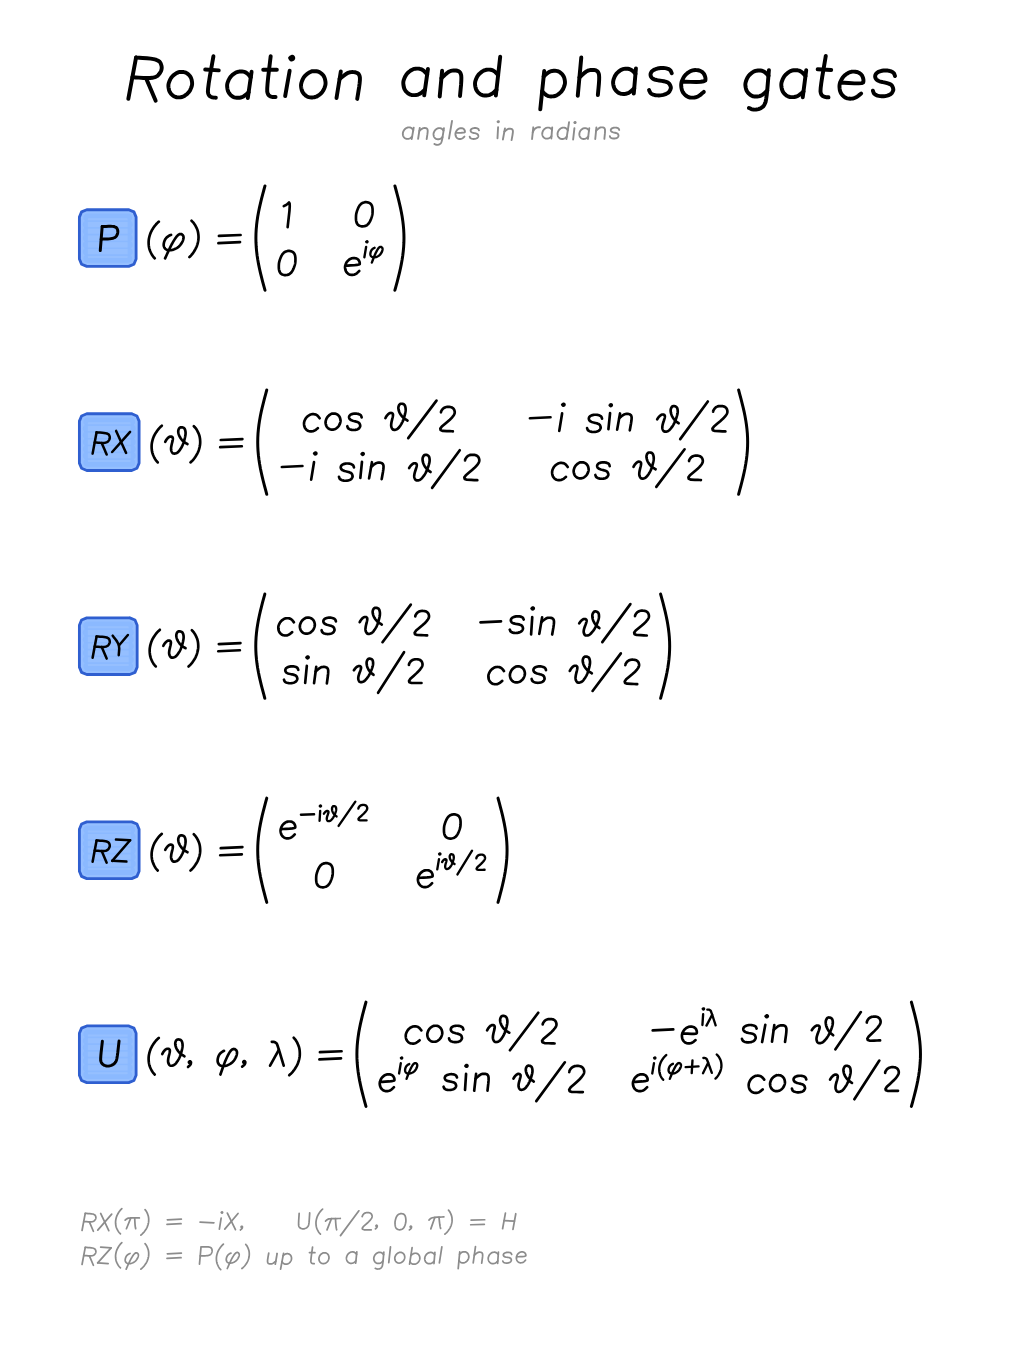 Rotation and phase gates
angles in radians
P (φ) = ( 1 0
0 e^{iφ} )
RX (ϑ) = ( cos ϑ/2 -i sin ϑ/2
-i sin ϑ/2 cos ϑ/2 )
RY (ϑ) = ( cos ϑ/2 -sin ϑ/2
sin ϑ/2 cos ϑ/2 )
RZ (ϑ) = ( e^{-iϑ/2} 0
0 e^{iϑ/2} )
U (ϑ, φ, λ) = ( cos ϑ/2 -e^{iλ} sin ϑ/2
e^{iφ} sin ϑ/2 e^{i(φ+λ)} cos ϑ/2 )
RX(π) = -iX, U(π/2, 0, π) = H
RZ(φ) = P(φ) up to a global phase